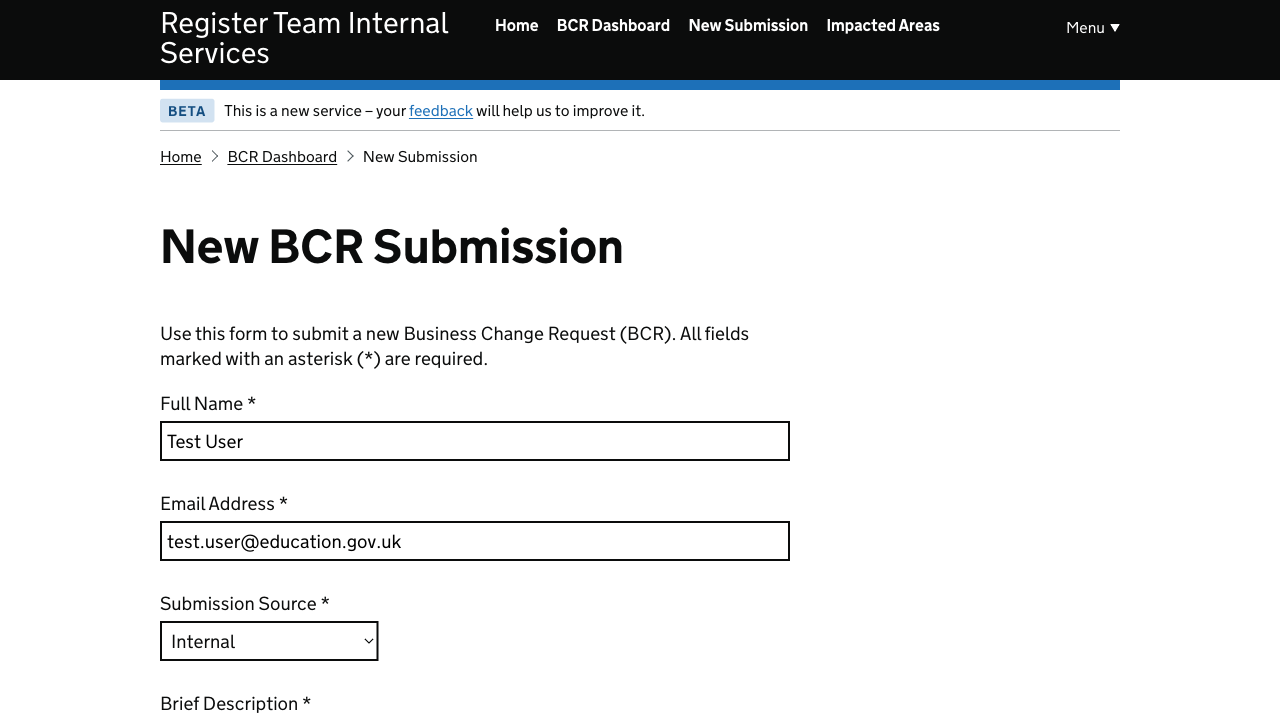 Register Team Internal
Services
Home BCR Dashboard New Submission Impacted Areas
Menu ▼
BETA This is a new service – your feedback will help us to improve it.
Home > BCR Dashboard > New Submission
New BCR Submission
Use this form to submit a new Business Change Request (BCR). All fields
marked with an asterisk (*) are required.
Full Name *
Test User
Email Address *
test.user@education.gov.uk
Submission Source *
Internal
Brief Description *